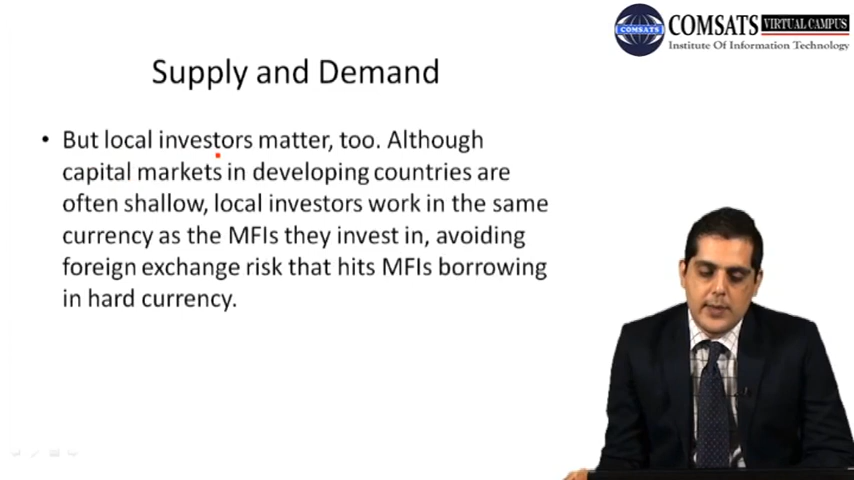 COMSATS VIRTUAL CAMPUS
COMSATS
Institute Of Information Technology
Supply and Demand
• But local investors matter, too. Although
capital markets in developing countries are
often shallow, local investors work in the same
currency as the MFIs they invest in, avoiding
foreign exchange risk that hits MFIs borrowing
in hard currency.